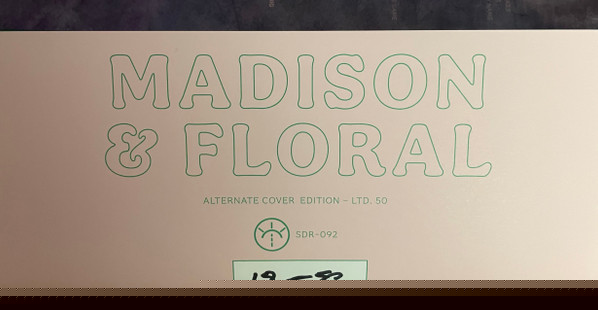 MADISON
& FLORAL
ALTERNATE COVER EDITION – LTD. 50
SDR-092